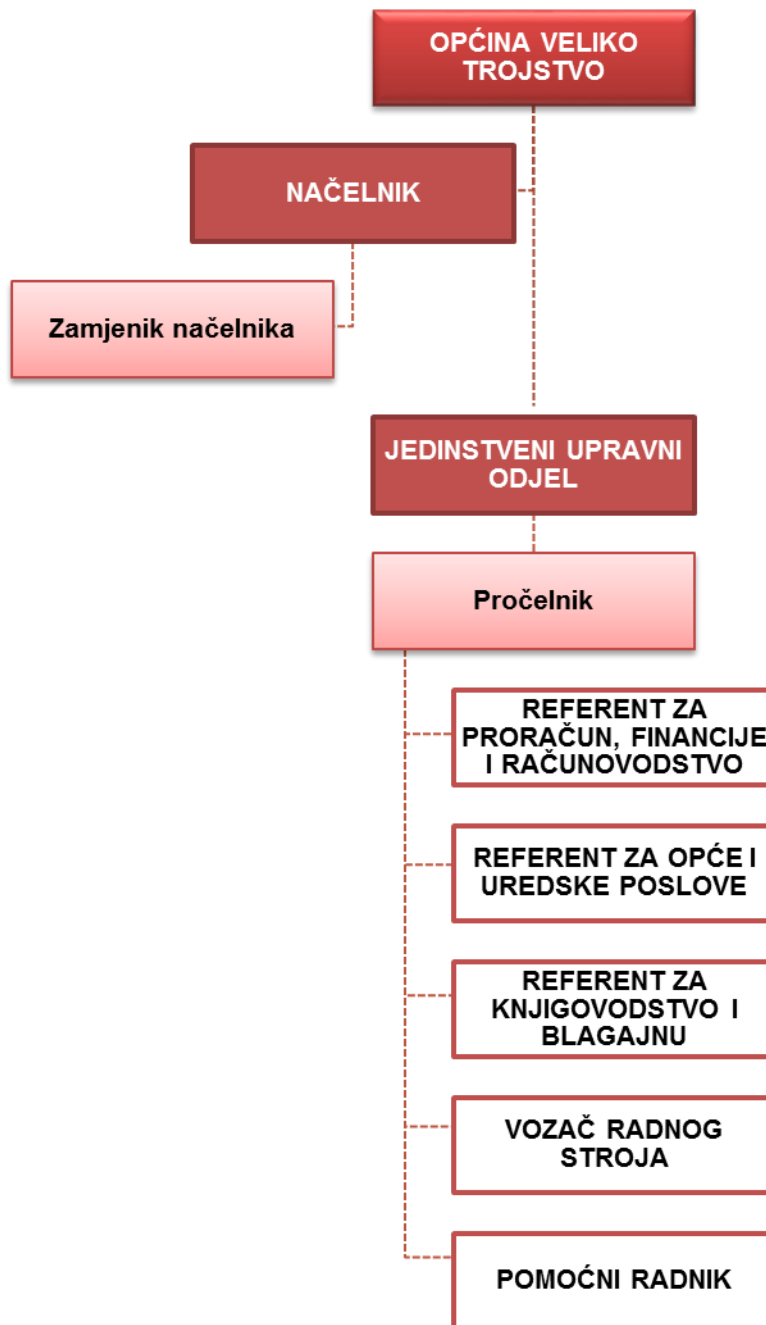 OPĆINA VELIKO
TROJSTVO
NAČELNIK
Zamjenik načelnika
JEDINSTVENI UPRAVNI
ODJEL
Pročelnik
REFERENT ZA
PRORAČUN, FINANCIJE
I RAČUNOVODSTVO
REFERENT ZA OPĆE I
UREDSKE POSLOVE
REFERENT ZA
KNJIGOVODSTVO I
BLAGAJNU
VOZAČ RADNOG
STROJA
POMOĆNI RADNIK